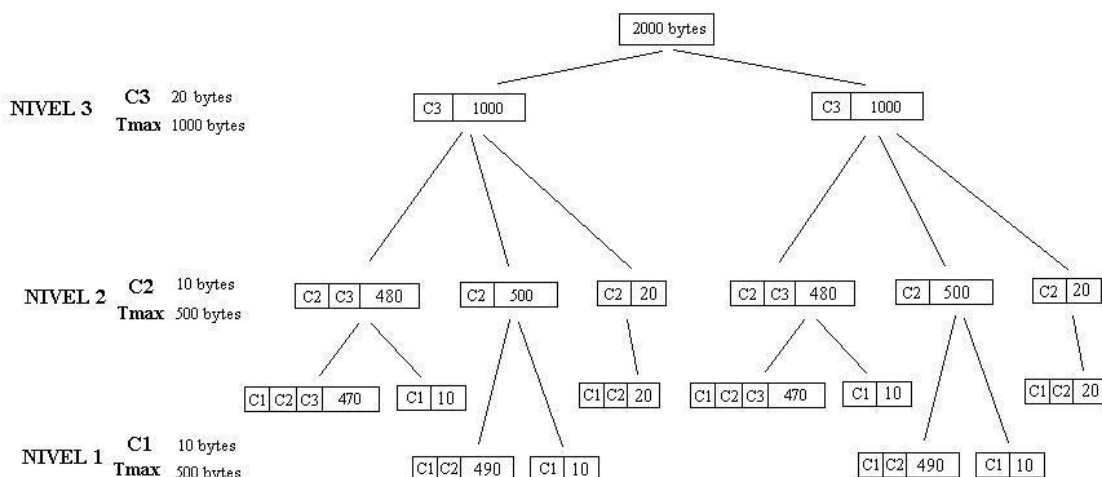 2000 bytes
NIVEL 3 C3 20 bytes
Tmax 1000 bytes
C3 1000
C3 1000
NIVEL 2 C2 10 bytes
Tmax 500 bytes
C2 C3 480
C2 500
C2 20
C2 C3 480
C2 500
C2 20
C1 C2 C3 470
C1 10
C1 C2 20
C1 C2 C3 470
C1 10
C1 C2 20
NIVEL 1 C1 10 bytes
Tmax 500 bytes
C1 C2 490
C1 10
C1 C2 490
C1 10